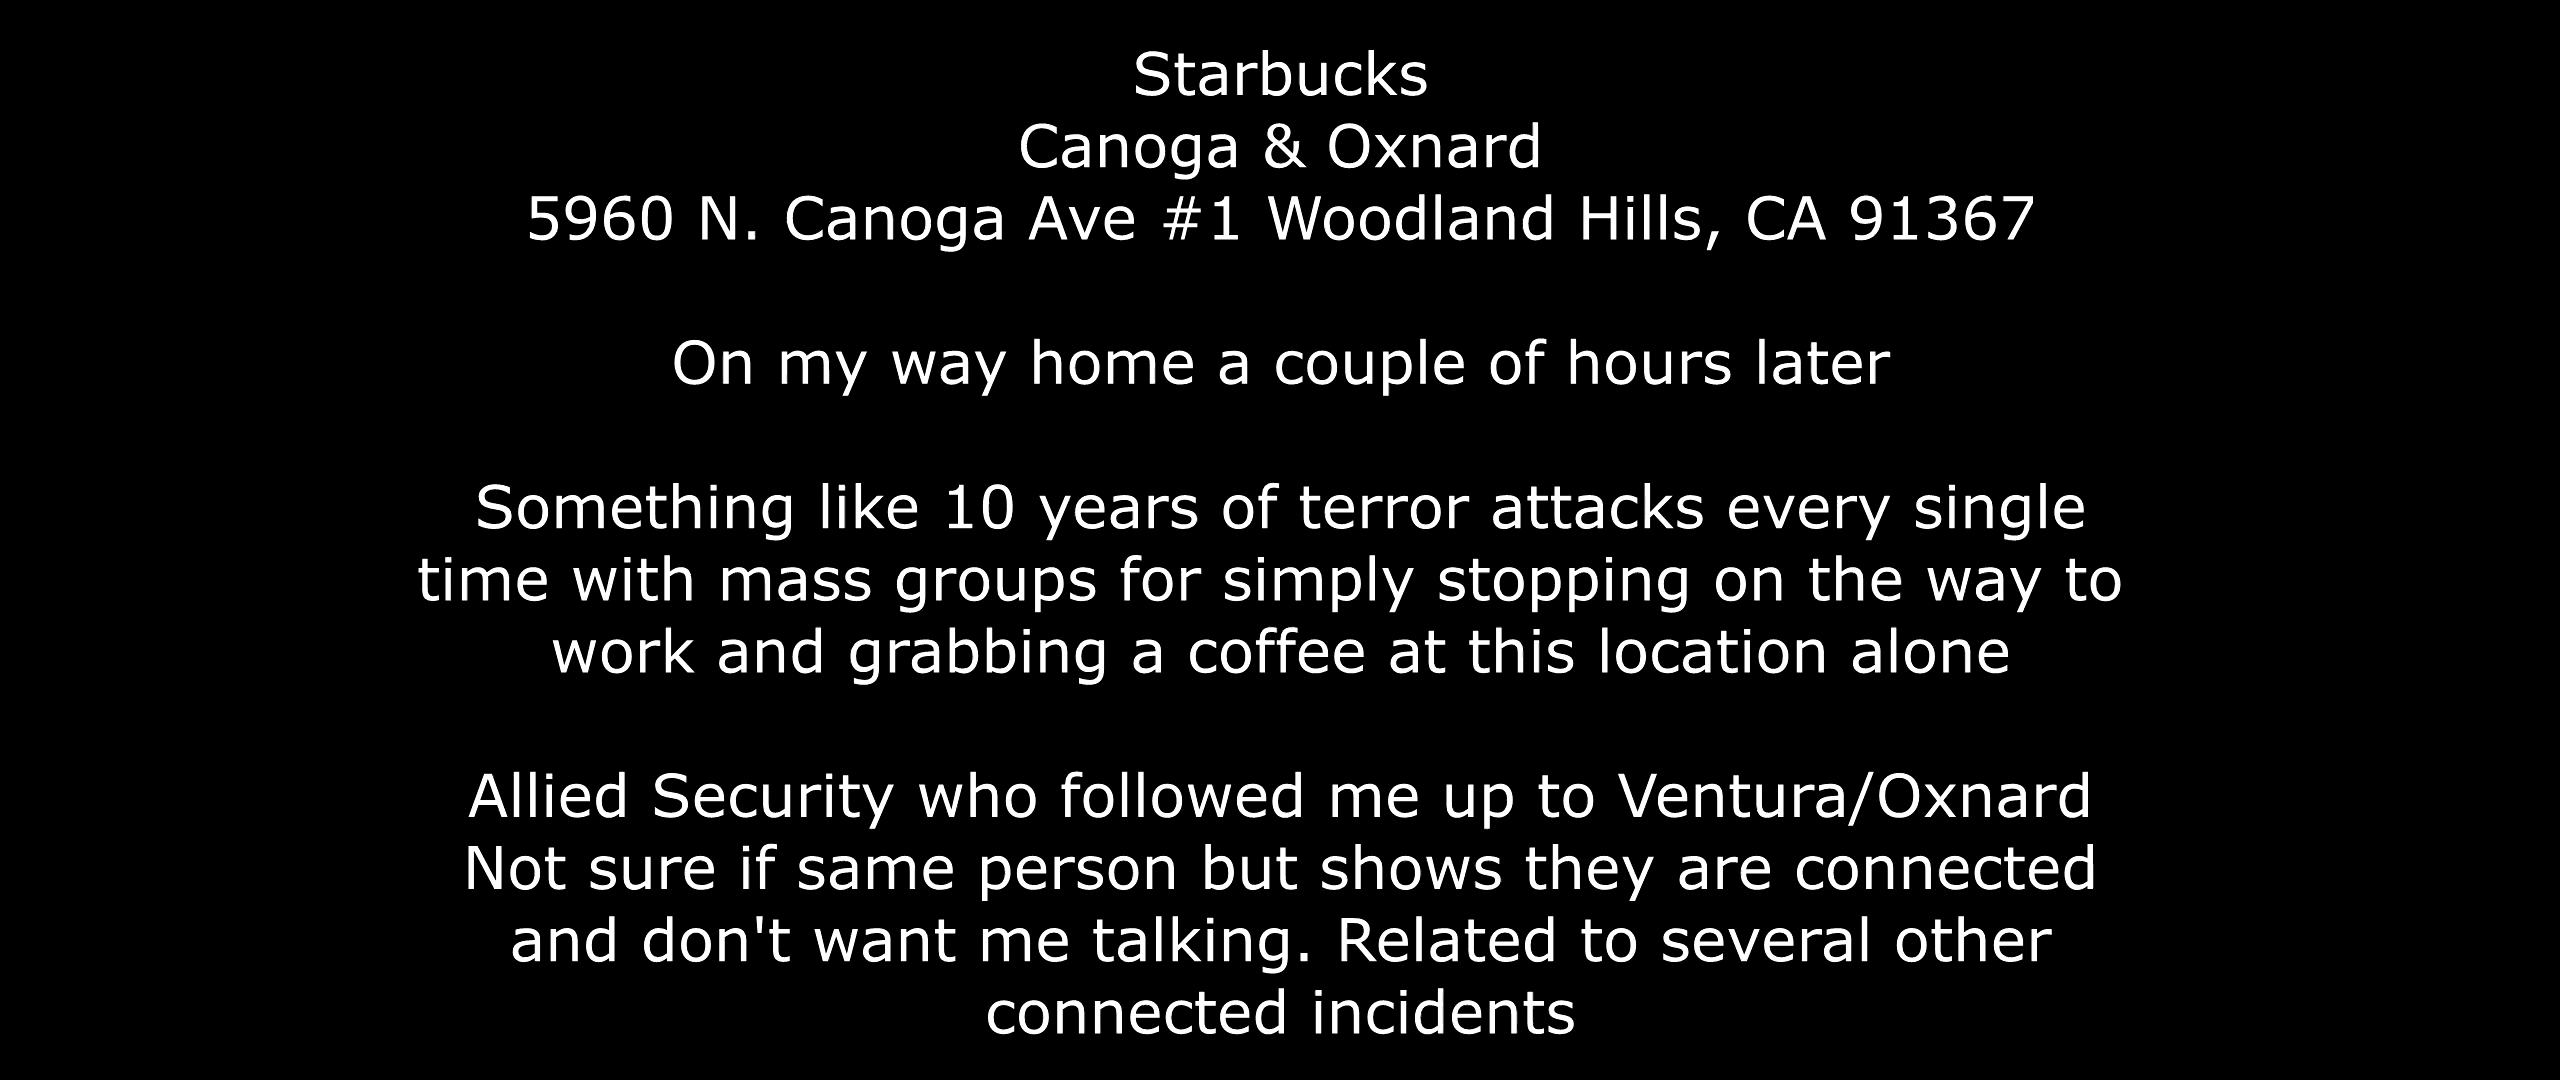 Starbucks
Canoga & Oxnard
5960 N. Canoga Ave #1 Woodland Hills, CA 91367
On my way home a couple of hours later
Something like 10 years of terror attacks every single
time with mass groups for simply stopping on the way to
work and grabbing a coffee at this location alone
Allied Security who followed me up to Ventura/Oxnard
Not sure if same person but shows they are connected
and don't want me talking. Related to several other
connected incidents